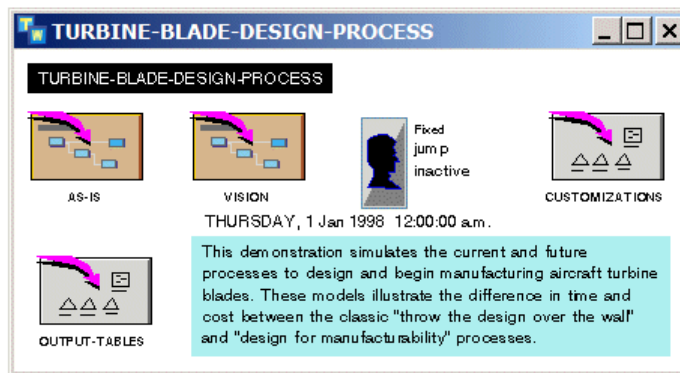 TW TURBINE-BLADE-DESIGN-PROCESS
TURBINE-BLADE-DESIGN-PROCESS
Fixed
jump
inactive
AS-IS
VISION
CUSTOMIZATIONS
THURSDAY, 1 Jan 1998 12:00:00 a.m.
This demonstration simulates the current and future
processes to design and begin manufacturing aircraft turbine
blades. These models illustrate the difference in time and
cost between the classic "throw the design over the wall"
and "design for manufacturability" processes.
OUTPUT-TABLES